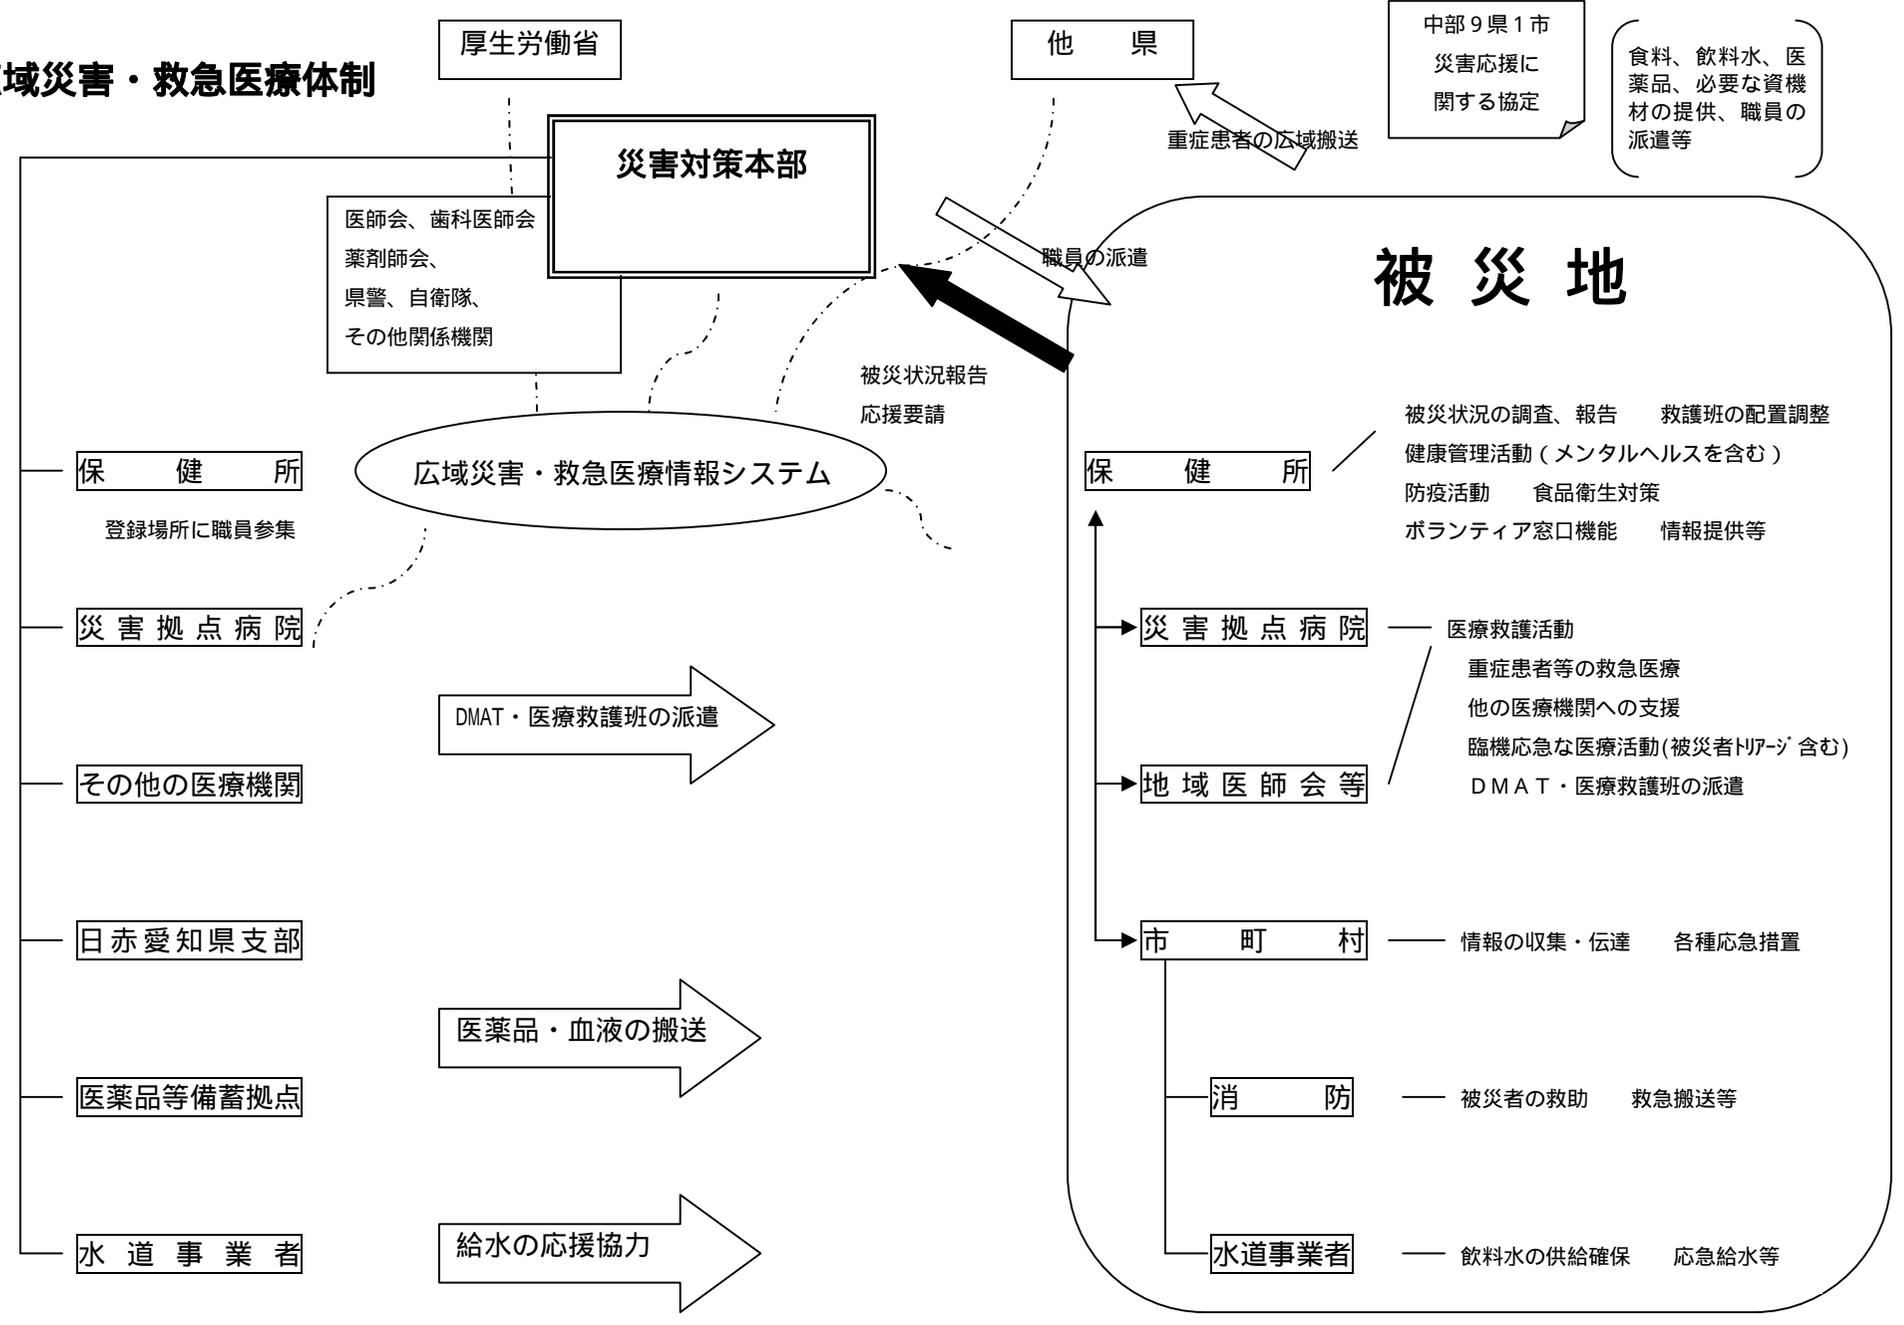 域災害・救急医療体制
厚生労働省
他　　県
中部９県１市
災害応援に
関する協定
食料、飲料水、医
薬品、必要な資機
材の提供、職員の
派遣等
重症患者の広域搬送
災害対策本部
医師会、歯科医師会
薬剤師会、
県警、自衛隊、
その他関係機関
職員の派遣
被災状況報告
応援要請
広域災害・救急医療情報システム
保健所
登録場所に職員参集
災害拠点病院
その他の医療機関
日赤愛知県支部
医薬品等備蓄拠点
水道事業者
DMAT・医療救護班の派遣
医薬品・血液の搬送
給水の応援協力
被　災　地
保健所
被災状況の調査、報告　　救護班の配置調整
健康管理活動（メンタルヘルスを含む）
防疫活動　　食品衛生対策
ボランティア窓口機能　　情報提供等
災害拠点病院
医療救護活動
重症患者等の救急医療
他の医療機関への支援
臨機応急な医療活動(被災者ﾄﾘｱｰｼﾞ含む)
ＤＭＡＴ・医療救護班の派遣
地域医師会等
市町村
情報の収集・伝達　　各種応急措置
消防
被災者の救助　　救急搬送等
水道事業者
飲料水の供給確保　　応急給水等